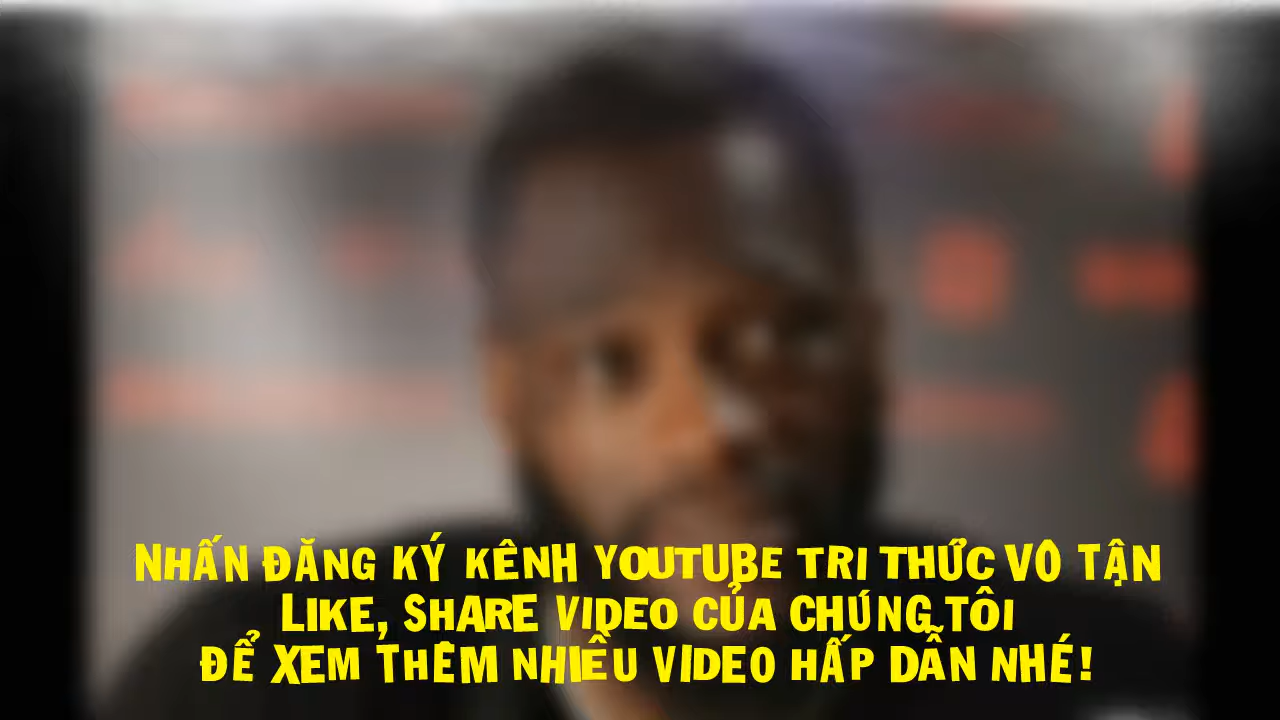 NHẤN ĐĂNG KÝ KÊNH YOUTUBE TRI THỨC VÔ TẬN
LIKE, SHARE VIDEO CỦA CHÚNG TÔI
ĐỂ XEM THÊM NHIỀU VIDEO HẤP DẪN NHÉ!